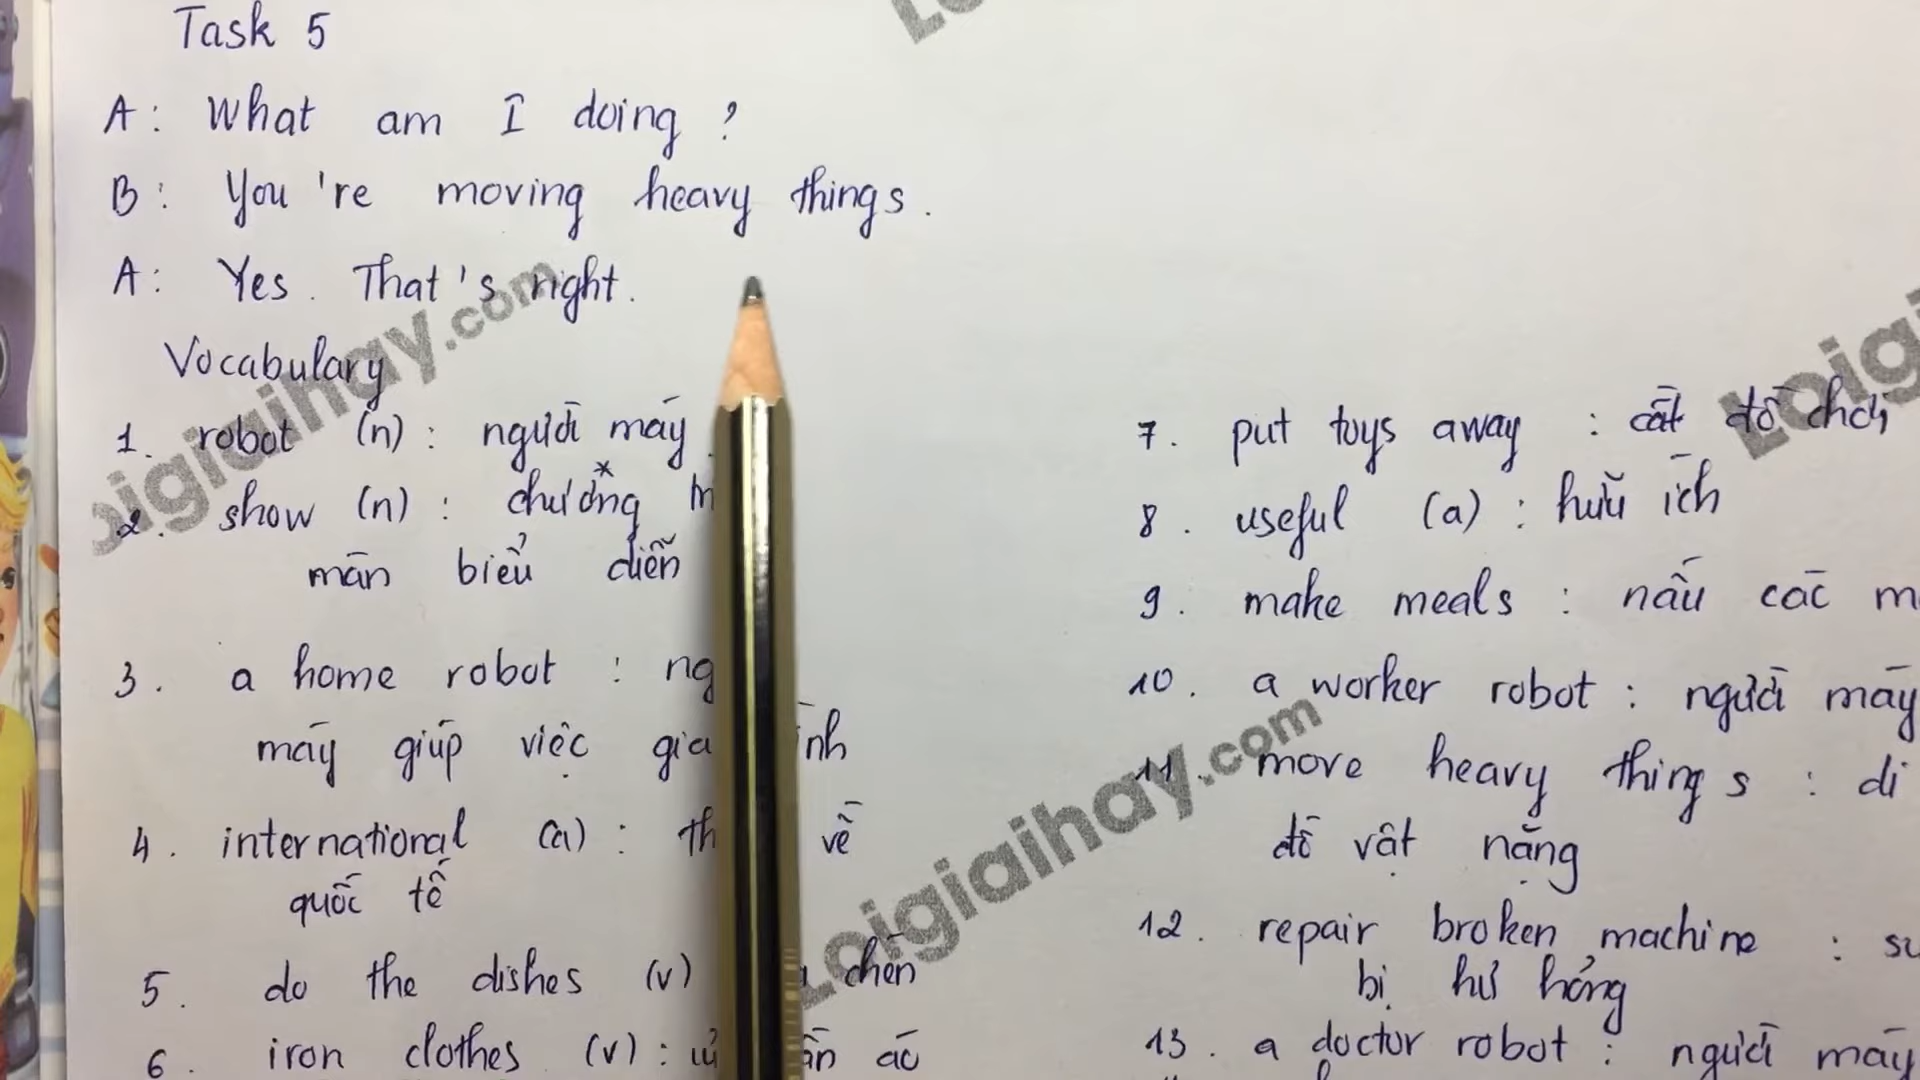 Task 5
A: What am I doing ?
B: You're moving heavy things.
A: Yes. That's right.
Vocabulary
1. robot (n): người máy
2. show (n): chương
màn biểu diễn
3. a home robot :
máy giúp việc gia
4. international (a): về
quốc tế
5. do the dishes (v) chén
6. iron clothes (v):
7. put toys away : cất đồ chơi
8. useful (a): hữu ích
9. make meals : nấu các
10. a worker robot : người máy
11. move heavy things : di
đồ vật nặng
12. repair broken machine :
bị hư hỏng
13. a doctor robot : người máy
Loigiaihay.com